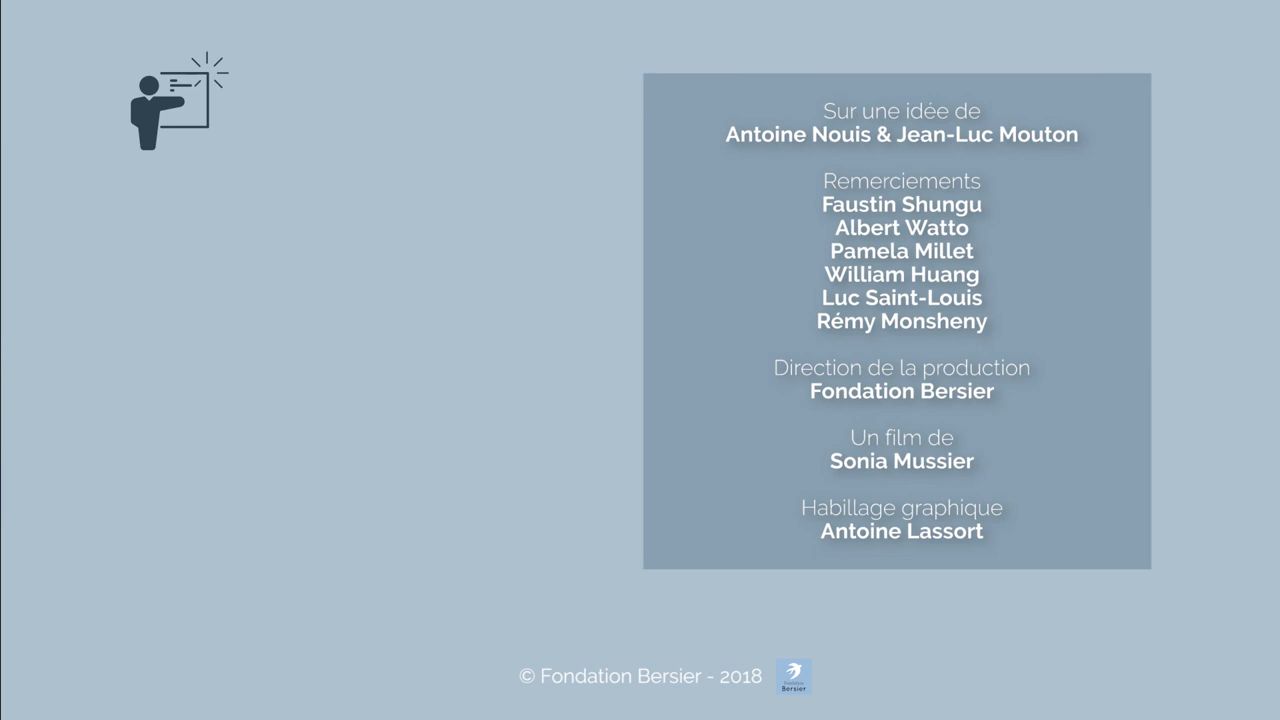 Sur une idée de
Antoine Nouis & Jean-Luc Mouton
Remerciements
Faustin Shungu
Albert Watto
Pamela Millet
William Huang
Luc Saint-Louis
Rémy Monsheny
Direction de la production
Fondation Bersier
Un film de
Sonia Mussier
Habillage graphique
Antoine Lassort
© Fondation Bersier - 2018
Fondation
Bersier